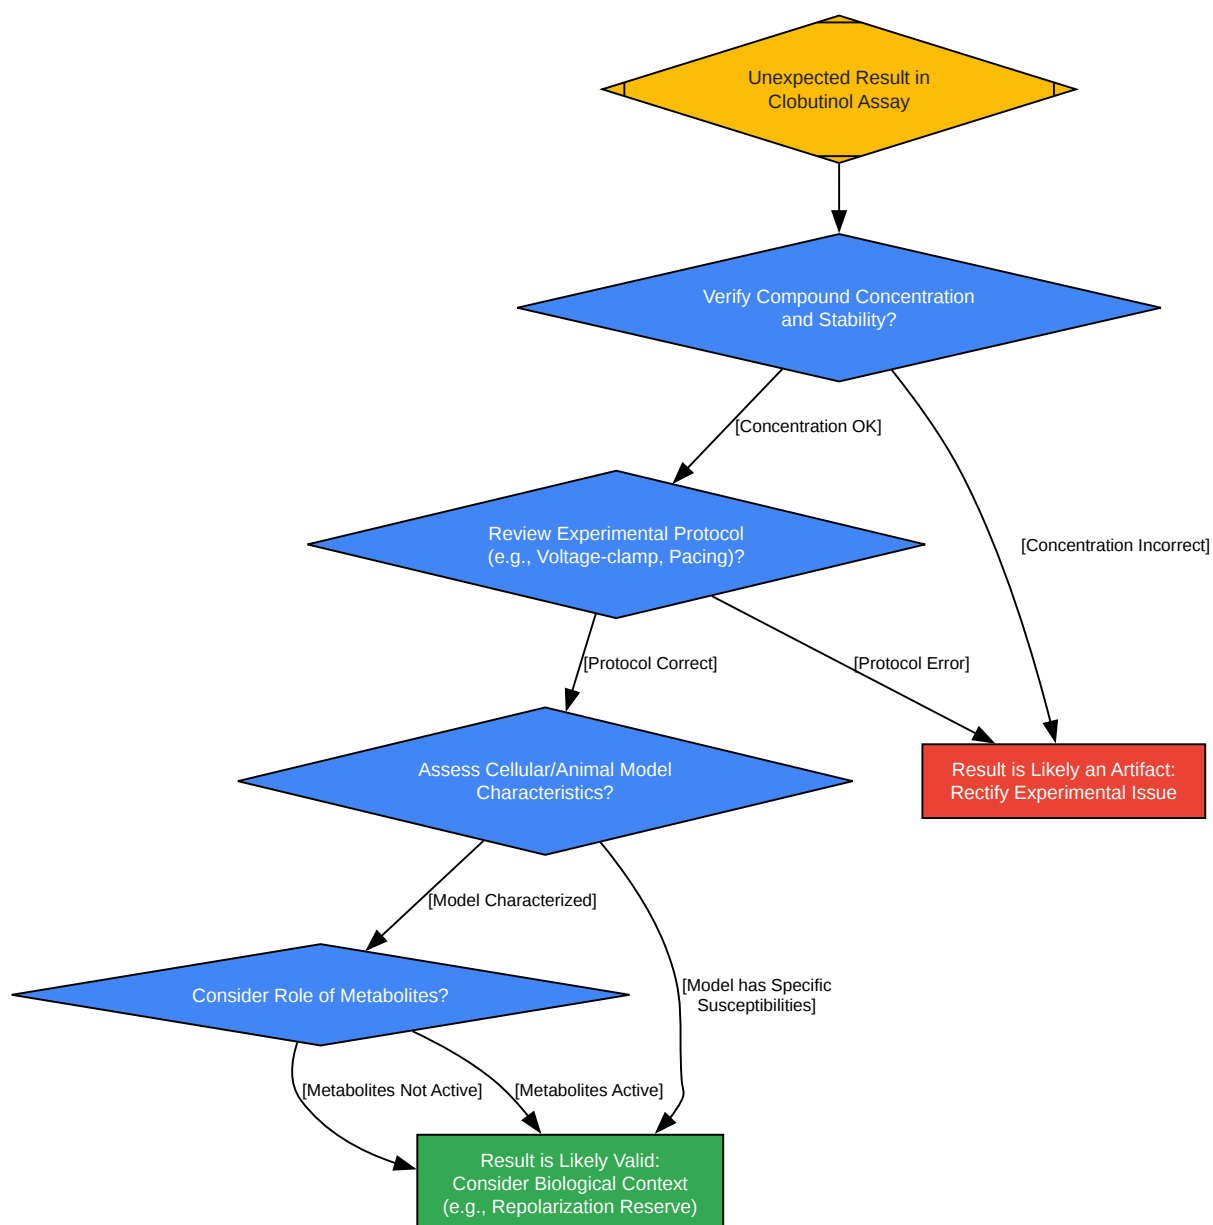 Unexpected Result in
Clobutinol Assay
Verify Compound Concentration
and Stability?
[Concentration OK]
Review Experimental Protocol
(e.g., Voltage-clamp, Pacing)?
[Concentration Incorrect]
[Protocol Correct]
[Protocol Error]
Assess Cellular/Animal Model
Characteristics?
Result is Likely an Artifact:
Rectify Experimental Issue
[Model Characterized]
Consider Role of Metabolites?
[Model has Specific
Susceptibilities]
[Metabolites Not Active]
[Metabolites Active]
Result is Likely Valid:
Consider Biological Context
(e.g., Repolarization Reserve)